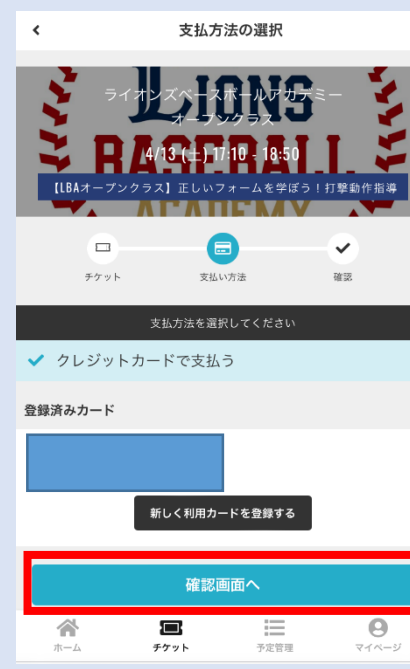 支払方法の選択
LIONS
ライオンズベースボールアカデミー
オープンクラス
BASEBALL
4/13 (土) 17:10 - 18:50
【LBAオープンクラス】正しいフォームを学ぼう！打撃動作指導
ACADEMY
チケット
支払い方法
確認
支払方法を選択してください
クレジットカードで支払う
登録済みカード
新しく利用カードを登録する
確認画面へ
ホーム
チケット
予定管理
マイページ